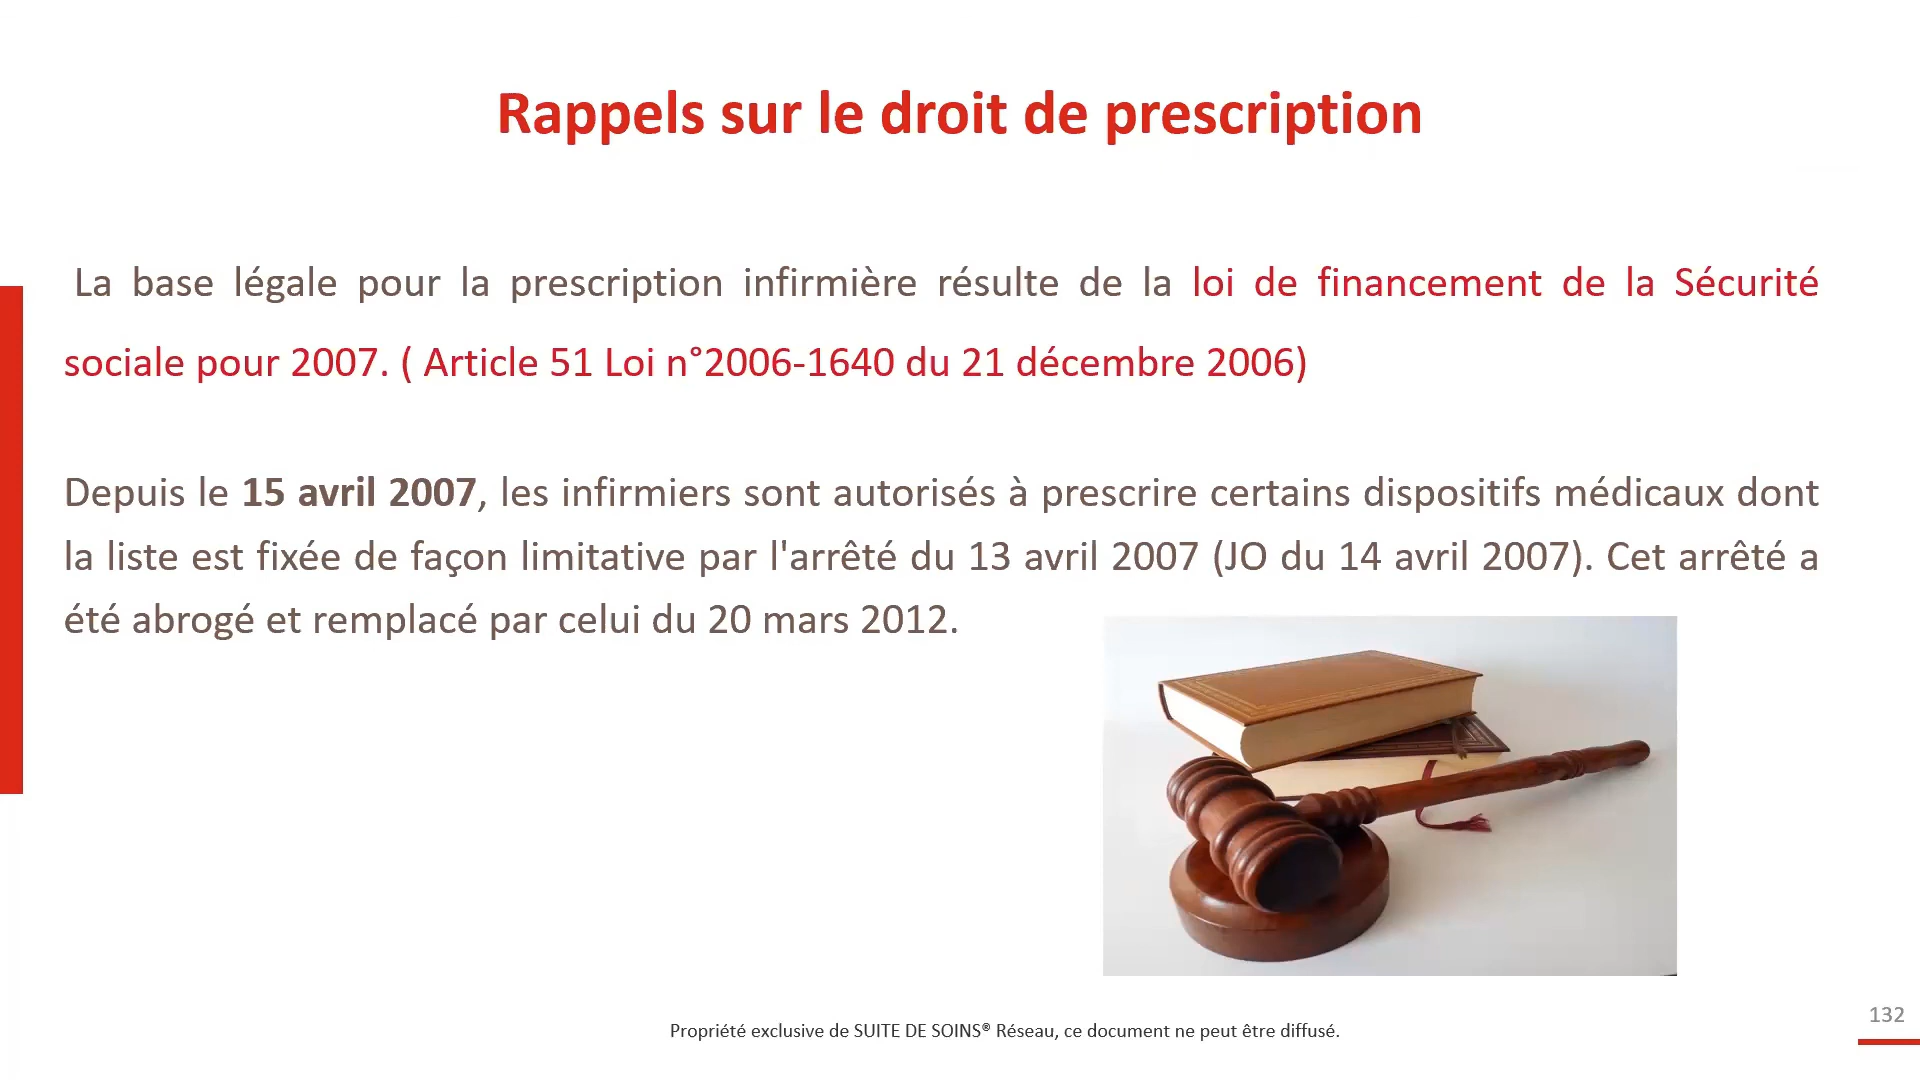 Rappels sur le droit de prescription
La base légale pour la prescription infirmière résulte de la loi de financement de la Sécurité
sociale pour 2007. ( Article 51 Loi n°2006-1640 du 21 décembre 2006)
Depuis le 15 avril 2007, les infirmiers sont autorisés à prescrire certains dispositifs médicaux dont
la liste est fixée de façon limitative par l'arrêté du 13 avril 2007 (JO du 14 avril 2007). Cet arrêté a
été abrogé et remplacé par celui du 20 mars 2012.
132
Propriété exclusive de SUITE DE SOINS® Réseau, ce document ne peut être diffusé.